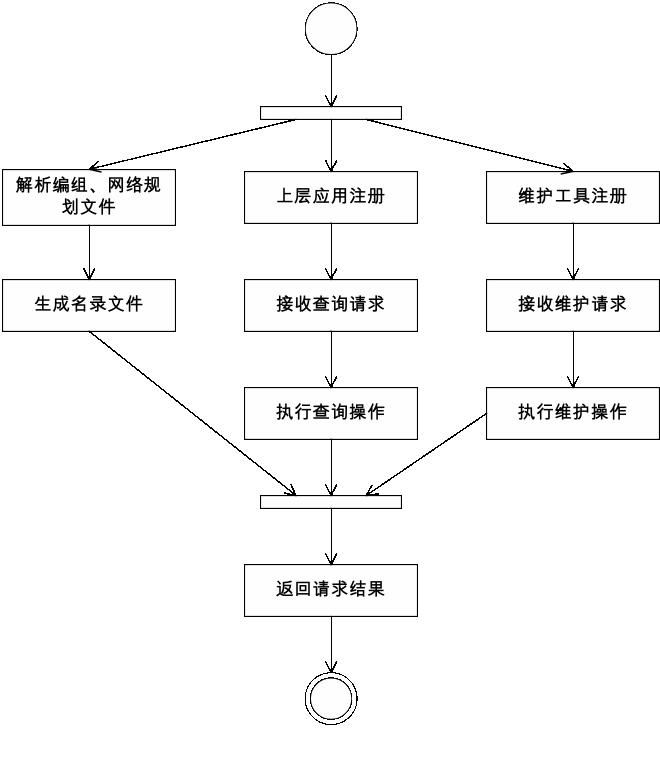 解析编组、网络规
划文件
上层应用注册
维护工具注册
生成名录文件
接收查询请求
接收维护请求
执行查询操作
执行维护操作
返回请求结果